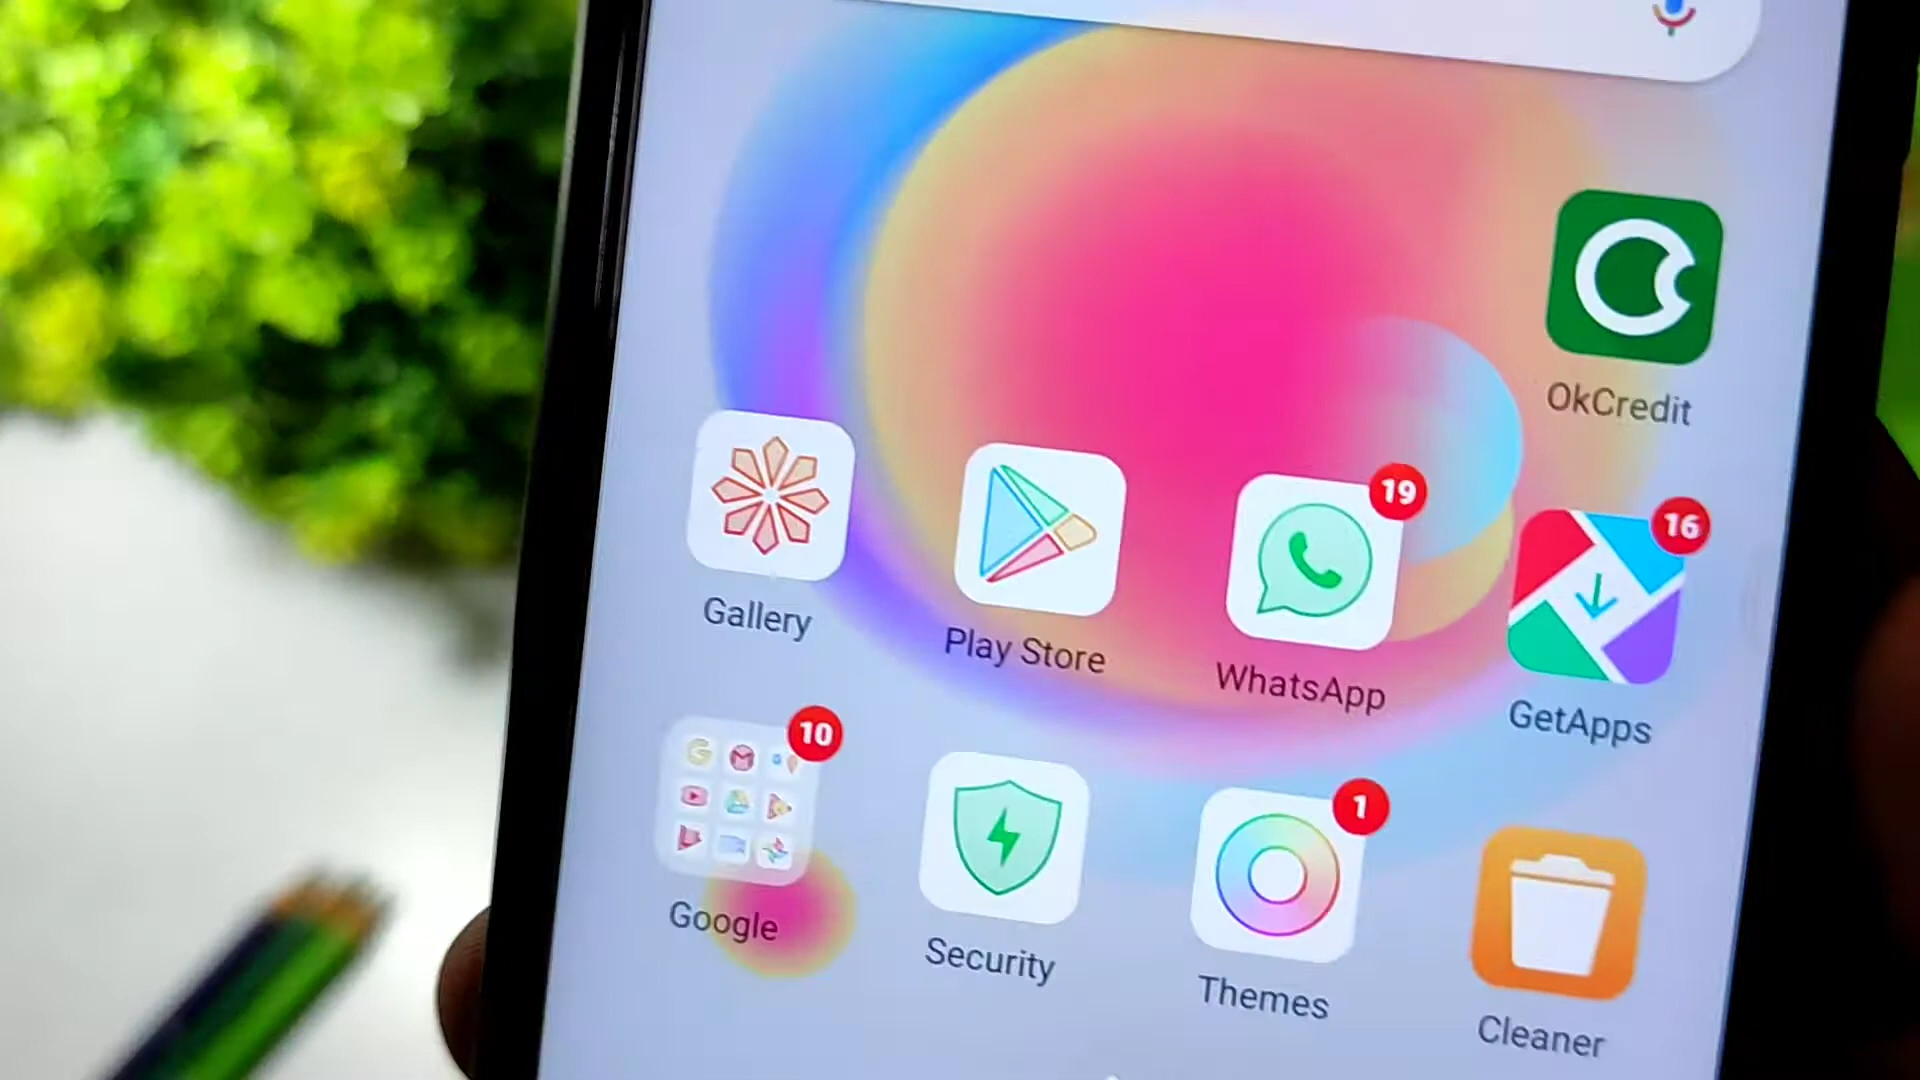 OkCredit
19
16
Gallery
Play Store
WhatsApp
GetApps
10
1
Google
Security
Themes
Cleaner